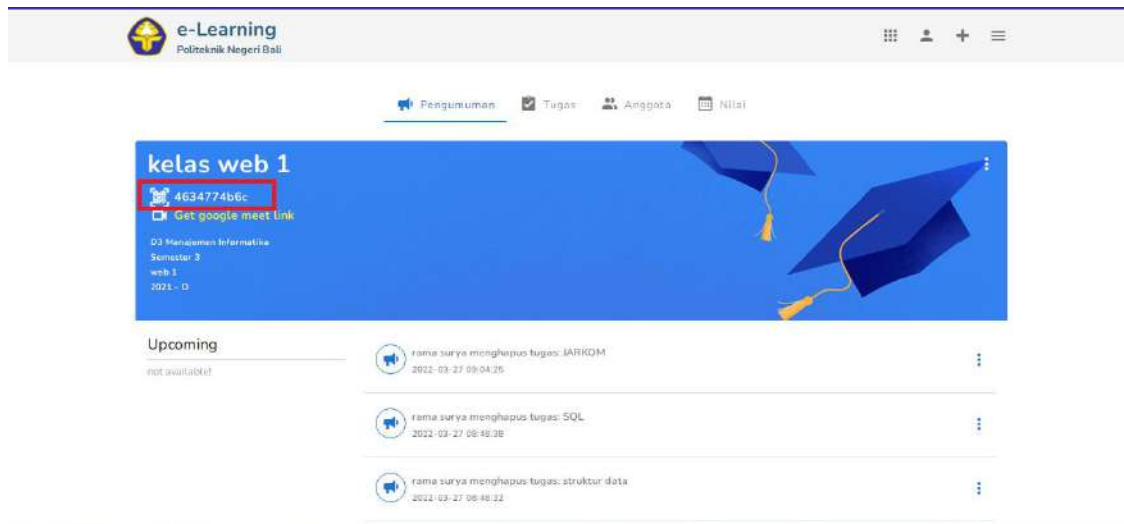 e-Learning
Politeknik Negeri Bali
Pengumuman
Tugas
Anggota
Nilai
kelas web 1
4634774b6c
Get google meet link
D3 Manajemen Informatika
Semester 3
web 1
2021 - D
Upcoming
not available!
rama surya menghapus tugas: JARKOM
2022-03-27 09:04:25
rama surya menghapus tugas: SQL
2022-03-27 08:48:38
rama surya menghapus tugas: struktur data
2022-03-27 08:48:32